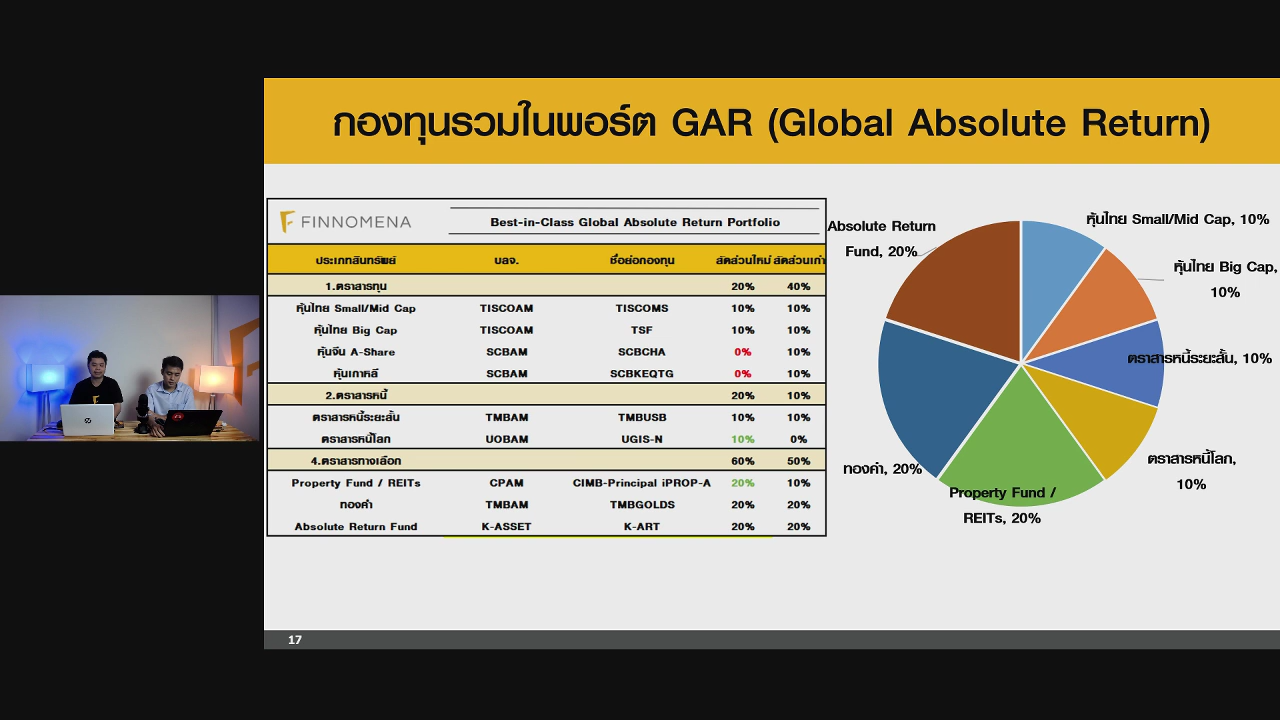 กองทุนรวมในพอร์ต GAR (Global Absolute Return)
FINNOMENA Best-in-Class Global Absolute Return Portfolio
ประเภทสินทรัพย์ บลจ. ชื่อย่อกองทุน สัดส่วนใหม่ สัดส่วนเก่า
1.ตราสารทุน 20% 40%
หุ้นไทย Small/Mid Cap TISCOAM TISCOMS 10% 10%
หุ้นไทย Big Cap TISCOAM TSF 10% 10%
หุ้นจีน A-Share SCBAM SCBCHA 0% 10%
หุ้นเกาหลี SCBAM SCBKEQTG 0% 10%
2.ตราสารหนี้ 20% 10%
ตราสารหนี้ระยะสั้น TMBAM TMBUSB 10% 10%
ตราสารหนี้โลก UOBAM UGIS-N 10% 0%
4.ตราสารทางเลือก 60% 50%
Property Fund / REITs CPAM CIMB-Principal iPROP-A 20% 10%
ทองคำ TMBAM TMBGOLDS 20% 20%
Absolute Return Fund K-ASSET K-ART 20% 20%
Absolute Return
Fund, 20%
หุ้นไทย Small/Mid Cap, 10%
หุ้นไทย Big Cap,
10%
ตราสารหนี้ระยะสั้น, 10%
ตราสารหนี้โลก,
10%
Property Fund /
REITs, 20%
ทองคำ, 20%
17